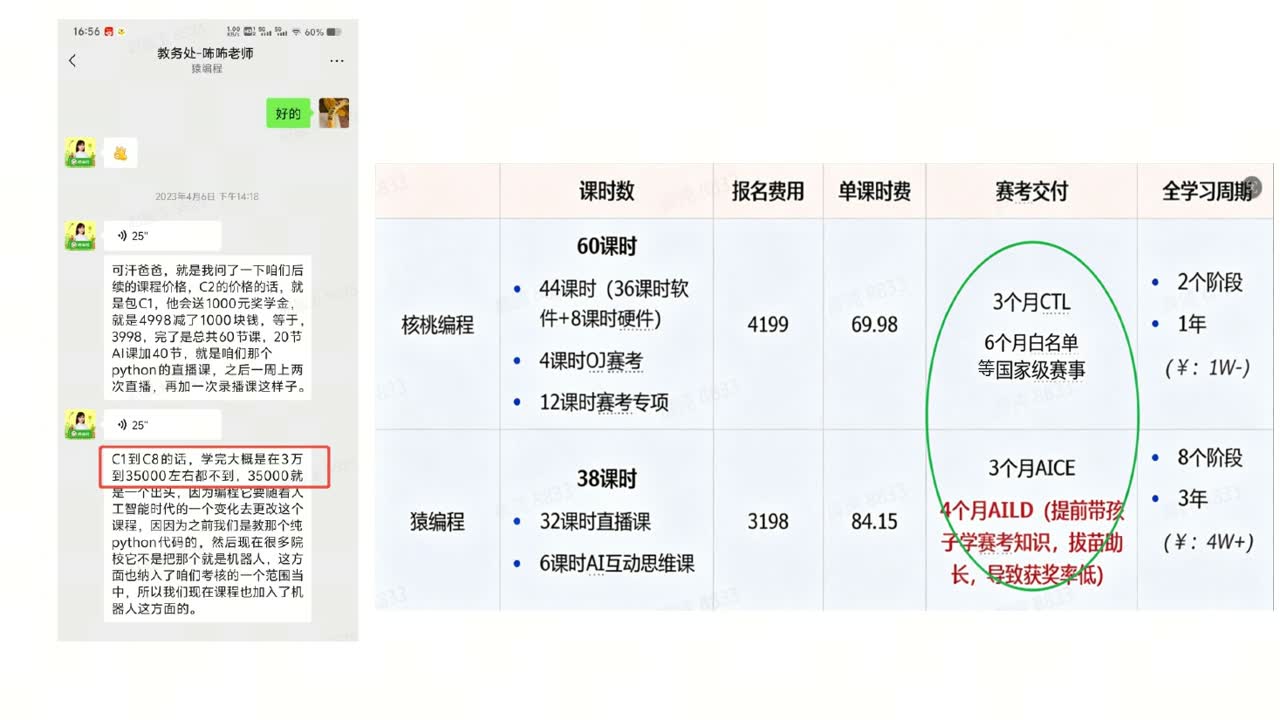 16:56
60%
教务处-咘咘老师
猿编程
好的
2023年4月6日 下午14:18
25"
可汗爸爸，就是我问了一下咱们后
续的课程价格，C2的价格的话，就
是包C1，他会送1000元奖学金，
就是4998减了1000块钱，等于，
3998，完了是总共60节课，20节
AI课加40节，就是咱们那个
python的直播课，之后一周上两
次直播，再加一次录播课这样子。
25"
C1到C8的话，学完大概是在3万
到35000左右都不到，35000就
是一个出头，因为编程它要随着人
工智能时代的一个变化去更改这个
课程，因因为之前我们是教那个纯
python代码的，然后现在很多院
校它不是把那个就是机器人，这方
面也纳入了咱们考核的一个范围当
中，所以我们现在课程也加入了机
器人这方面的。
课时数 报名费用 单课时费 赛考交付 全学习周期
核桃编程
60课时
44课时（36课时软
件+8课时硬件）
4课时OJ赛考
12课时赛考专项
4199
69.98
3个月CTL
6个月白名单
等国家级赛事
2个阶段
1年
(￥: 1W-)
猿编程
38课时
32课时直播课
6课时AI互动思维课
3198
84.15
3个月AICE
4个月AILD（提前带孩
子学赛考知识，拔苗助
长，导致获奖率低)
8个阶段
3年
(￥: 4W+)